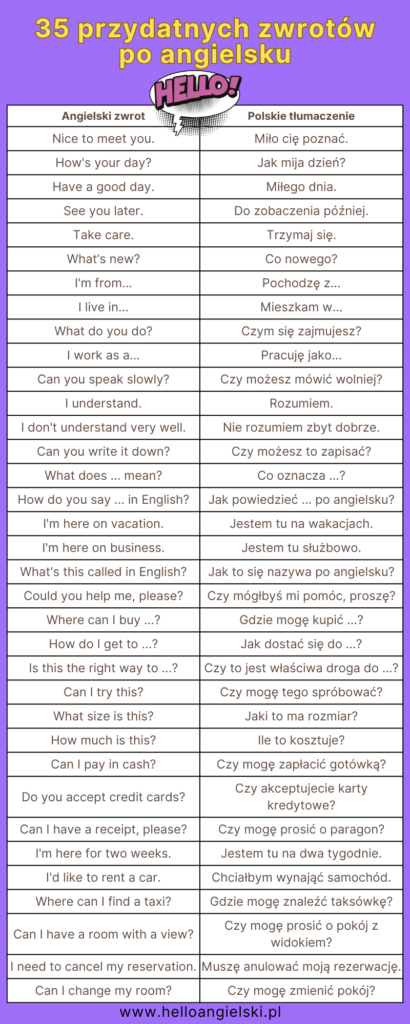 35 przydatnych zwrotów
po angielsku
HELLO!
Angielski zwrot Polskie tłumaczenie
Nice to meet you. Miło cię poznać.
How's your day? Jak mija dzień?
Have a good day. Miłego dnia.
See you later. Do zobaczenia później.
Take care. Trzymaj się.
What's new? Co nowego?
I'm from... Pochodzę z...
I live in... Mieszkam w...
What do you do? Czym się zajmujesz?
I work as a... Pracuję jako...
Can you speak slowly? Czy możesz mówić wolniej?
I understand. Rozumiem.
I don't understand very well. Nie rozumiem zbyt dobrze.
Can you write it down? Czy możesz to zapisać?
What does ... mean? Co oznacza ...?
How do you say ... in English? Jak powiedzieć ... po angielsku?
I'm here on vacation. Jestem tu na wakacjach.
I'm here on business. Jestem tu służbowo.
What's this called in English? Jak to się nazywa po angielsku?
Could you help me, please? Czy mógłbyś mi pomóc, proszę?
Where can I buy ...? Gdzie mogę kupić ...?
How do I get to ...? Jak dostać się do ...?
Is this the right way to ...? Czy to jest właściwa droga do ...?
Can I try this? Czy mogę tego spróbować?
What size is this? Jaki to ma rozmiar?
How much is this? Ile to kosztuje?
Can I pay in cash? Czy mogę zapłacić gotówką?
Do you accept credit cards? Czy akceptujecie karty
kredytowe?
Can I have a receipt, please? Czy mogę prosić o paragon?
I'm here for two weeks. Jestem tu na dwa tygodnie.
I'd like to rent a car. Chciałbym wynająć samochód.
Where can I find a taxi? Gdzie mogę znaleźć taksówkę?
Can I have a room with a view? Czy mogę prosić o pokój z
widokiem?
I need to cancel my reservation. Muszę anulować moją rezerwację.
Can I change my room? Czy mogę zmienić pokój?
www.helloangielski.pl